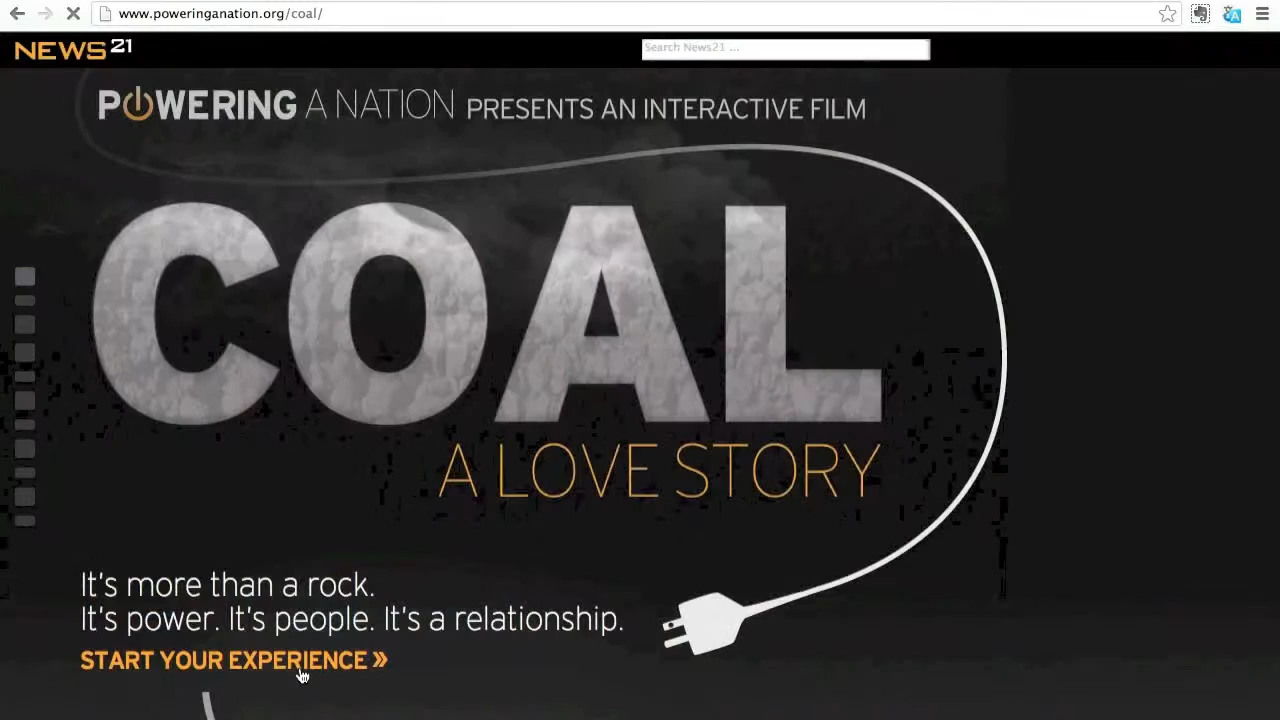 www.poweringanation.org/coal/
NEWS21
Search News21 ...
POWERING A NATION PRESENTS AN INTERACTIVE FILM
COAL
A LOVE STORY
It's more than a rock.
It's power. It's people. It's a relationship.
START YOUR EXPERIENCE »